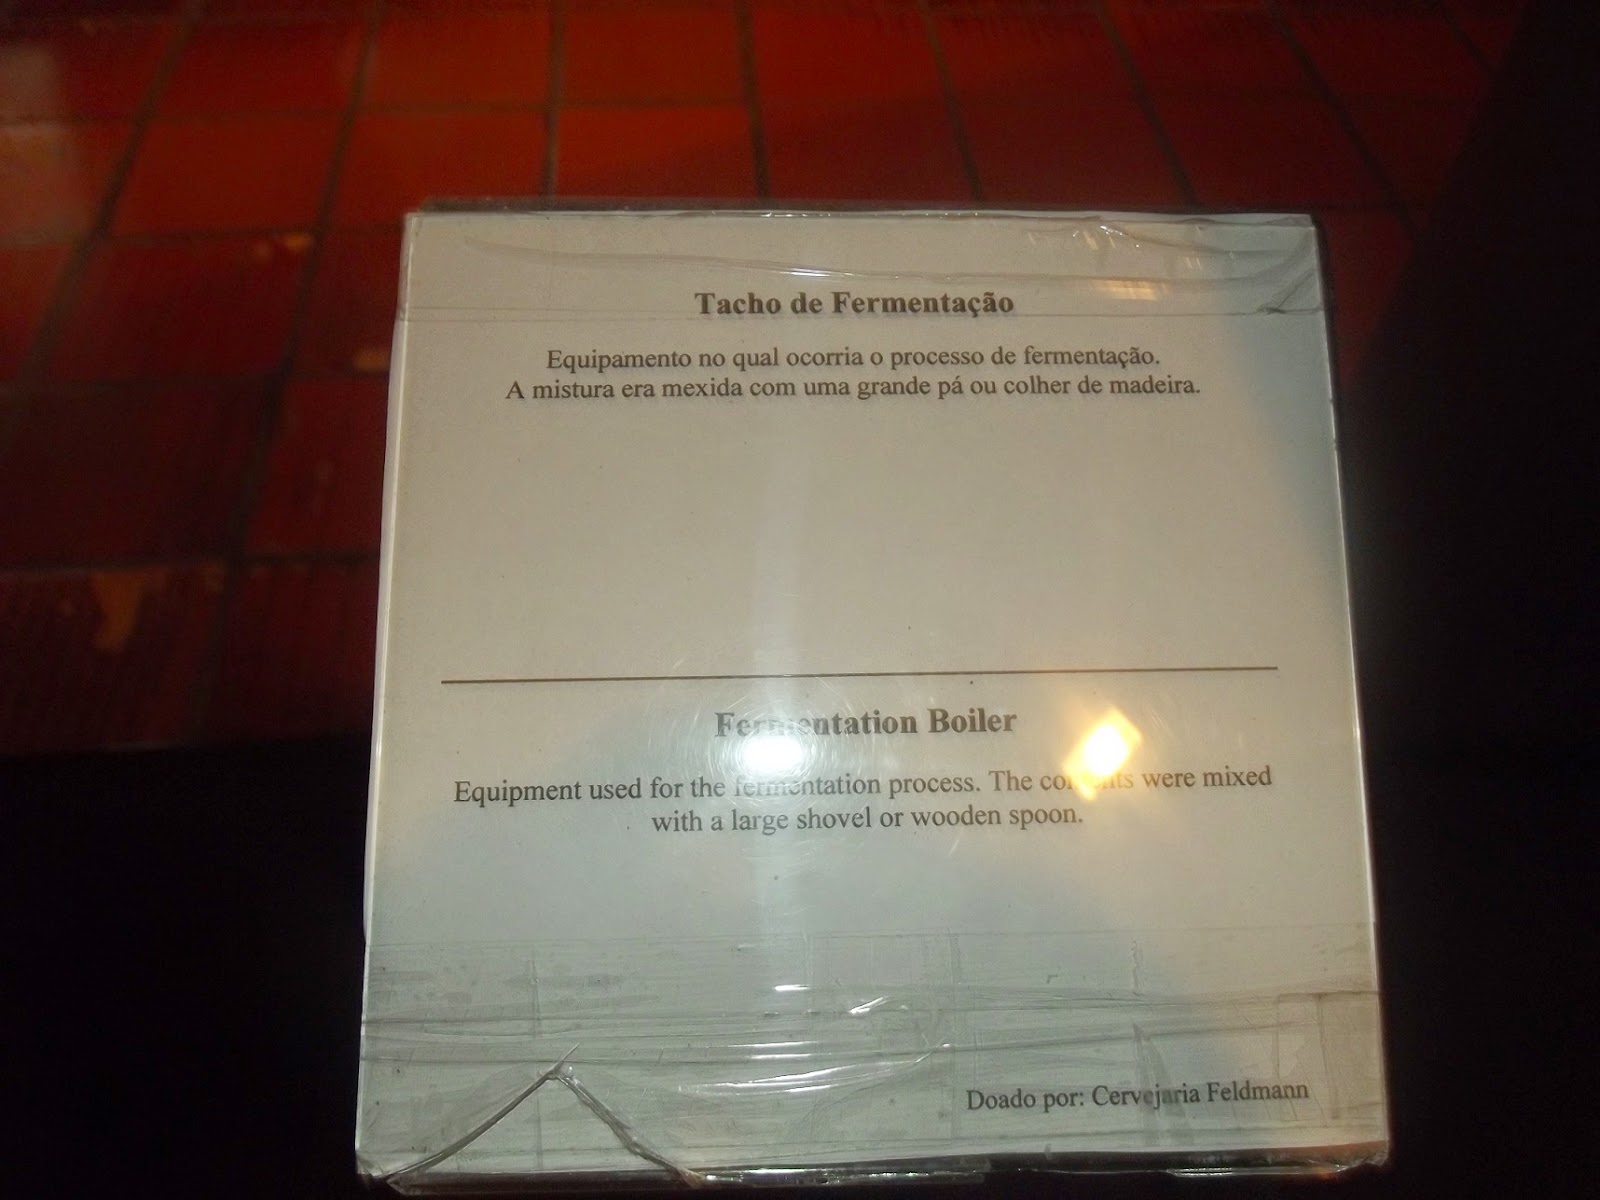 Tacho de Fermentação
Equipamento no qual ocorria o processo de fermentação.
A mistura era mexida com uma grande pá ou colher de madeira.
Fermentation Boiler
Equipment used for the fermentation process. The contents were mixed
with a large shovel or wooden spoon.
Doado por: Cervejaria Feldmann